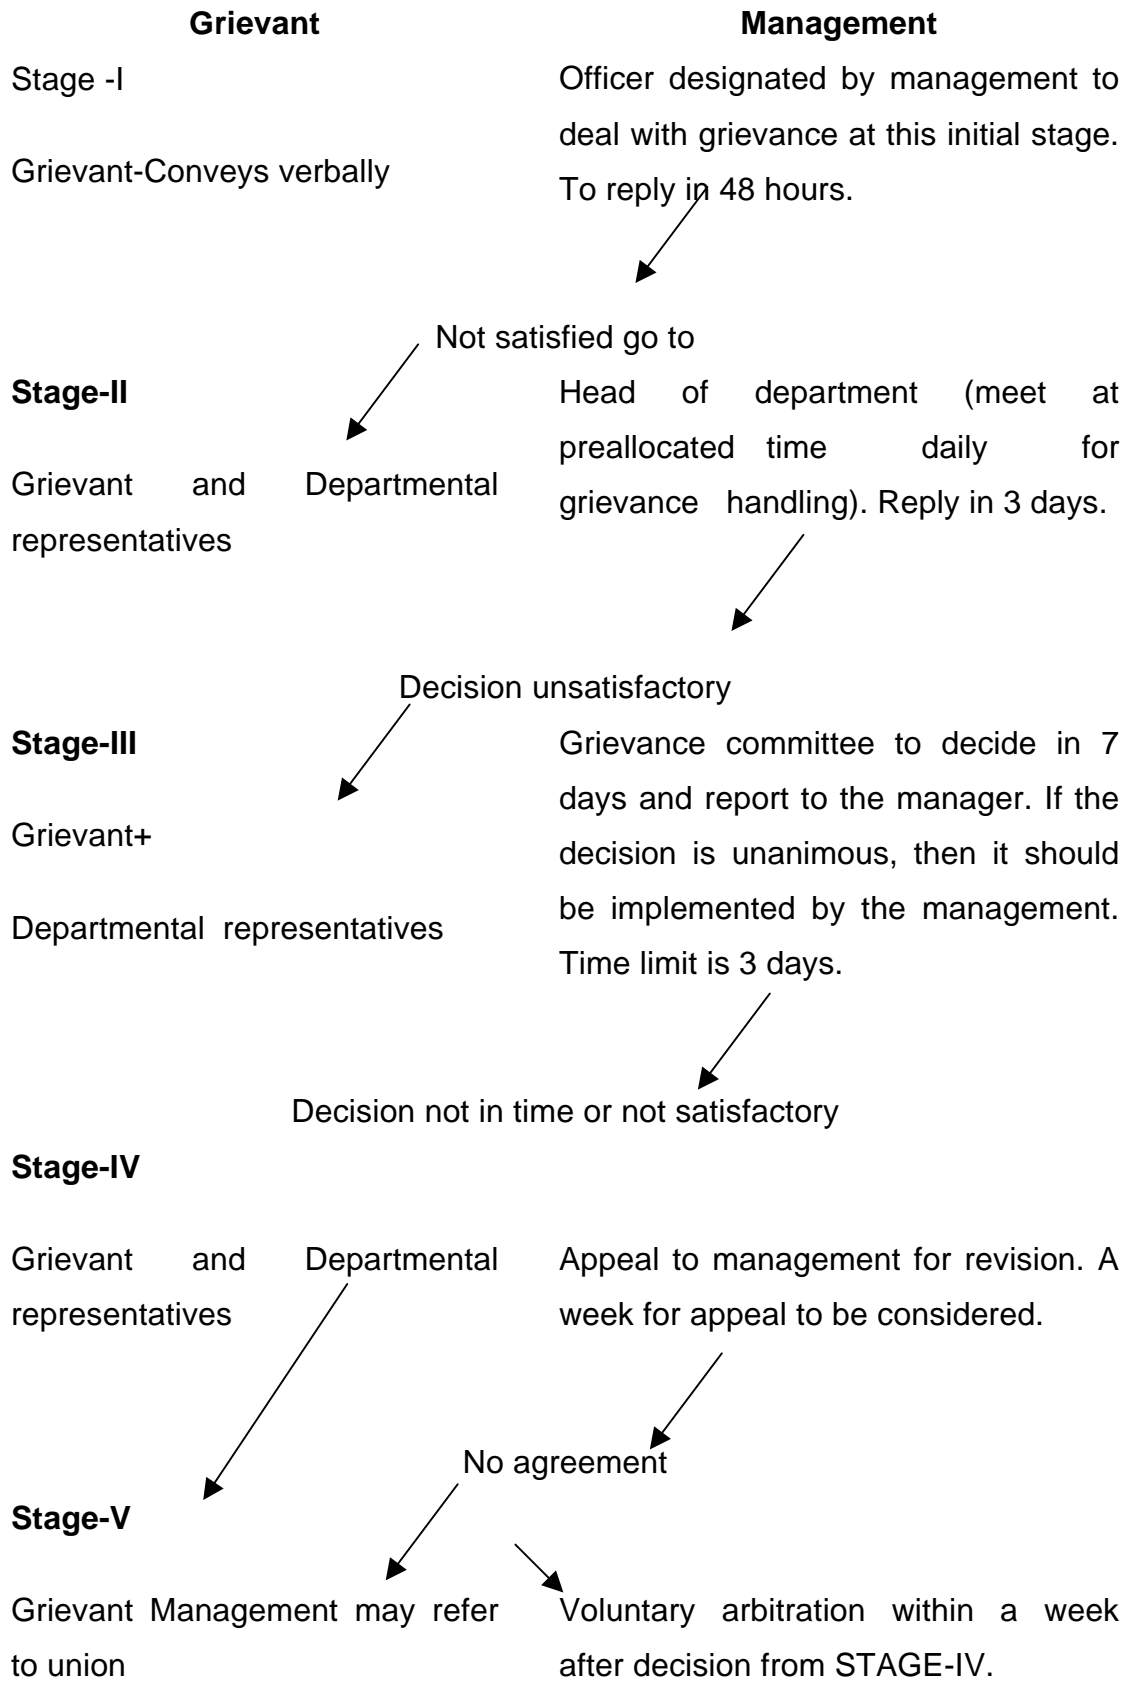 Grievant
Management
Stage -I
Grievant-Conveys verbally
Officer designated by management to
deal with grievance at this initial stage.
To reply in 48 hours.
Not satisfied go to
Stage-II
Grievant and Departmental
representatives
Head of department (meet at
preallocated time daily for
grievance handling). Reply in 3 days.
Decision unsatisfactory
Stage-III
Grievant+
Departmental representatives
Grievance committee to decide in 7
days and report to the manager. If the
decision is unanimous, then it should
be implemented by the management.
Time limit is 3 days.
Decision not in time or not satisfactory
Stage-IV
Grievant and Departmental
representatives
Appeal to management for revision. A
week for appeal to be considered.
No agreement
Stage-V
Grievant Management may refer
to union
Voluntary arbitration within a week
after decision from STAGE-IV.